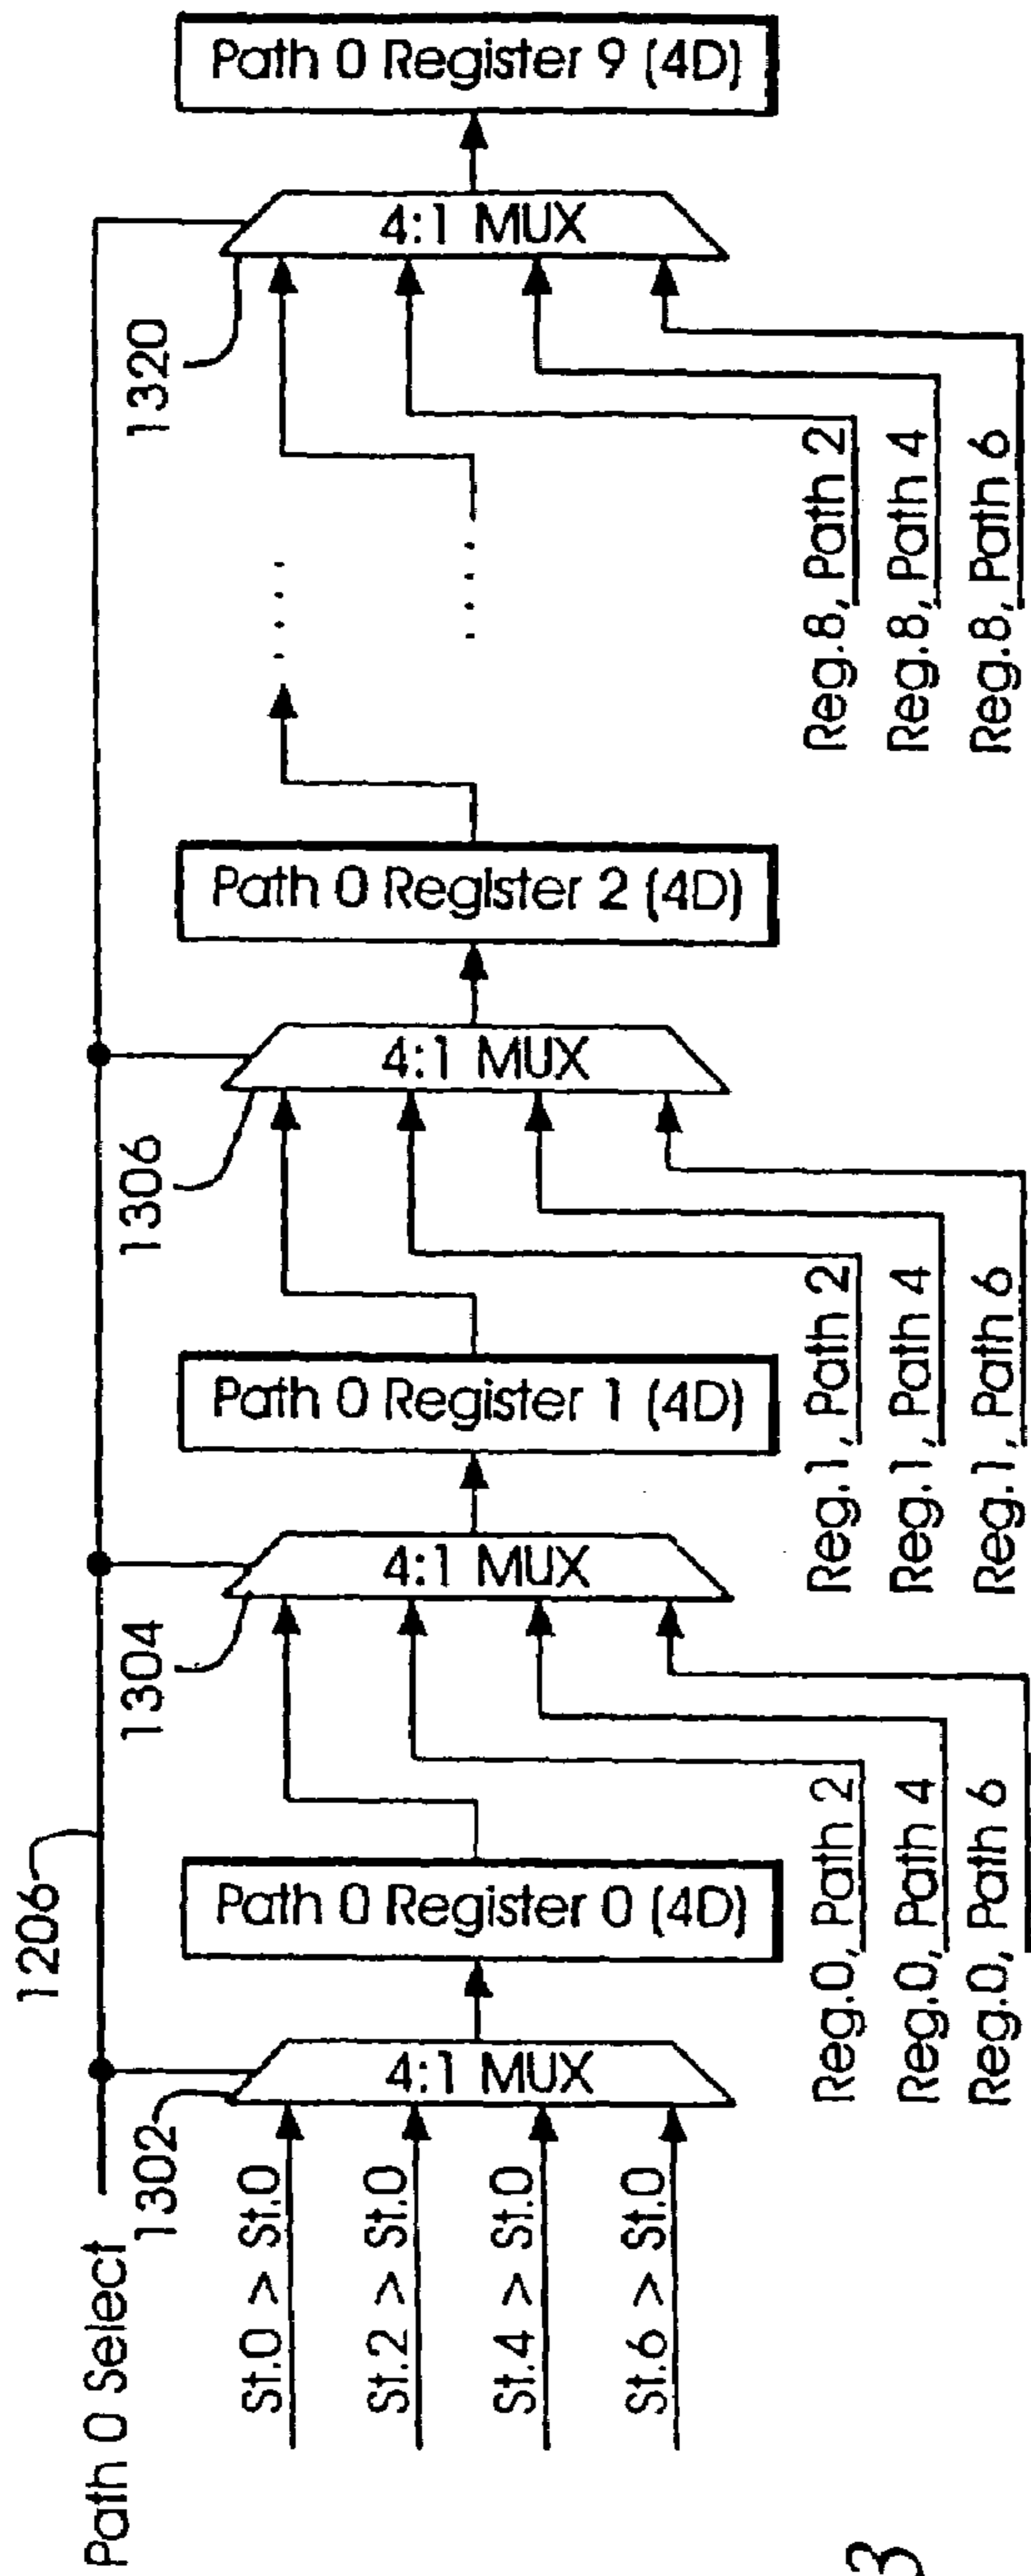 Path 0 Select
1206
1302
St.0 > St.0
St.2 > St.0
St.4 > St.0
St.6 > St.0
4:1 MUX
Path 0 Register 0 (4D)
Reg.0, Path 2
Reg.0, Path 4
Reg.0, Path 6
1304
4:1 MUX
Path 0 Register 1 (4D)
Reg.1, Path 2
Reg.1, Path 4
Reg.1, Path 6
1306
4:1 MUX
Path 0 Register 2 (4D)
Reg.8, Path 2
Reg.8, Path 4
Reg.8, Path 6
1320
4:1 MUX
Path 0 Register 9 (4D)
3